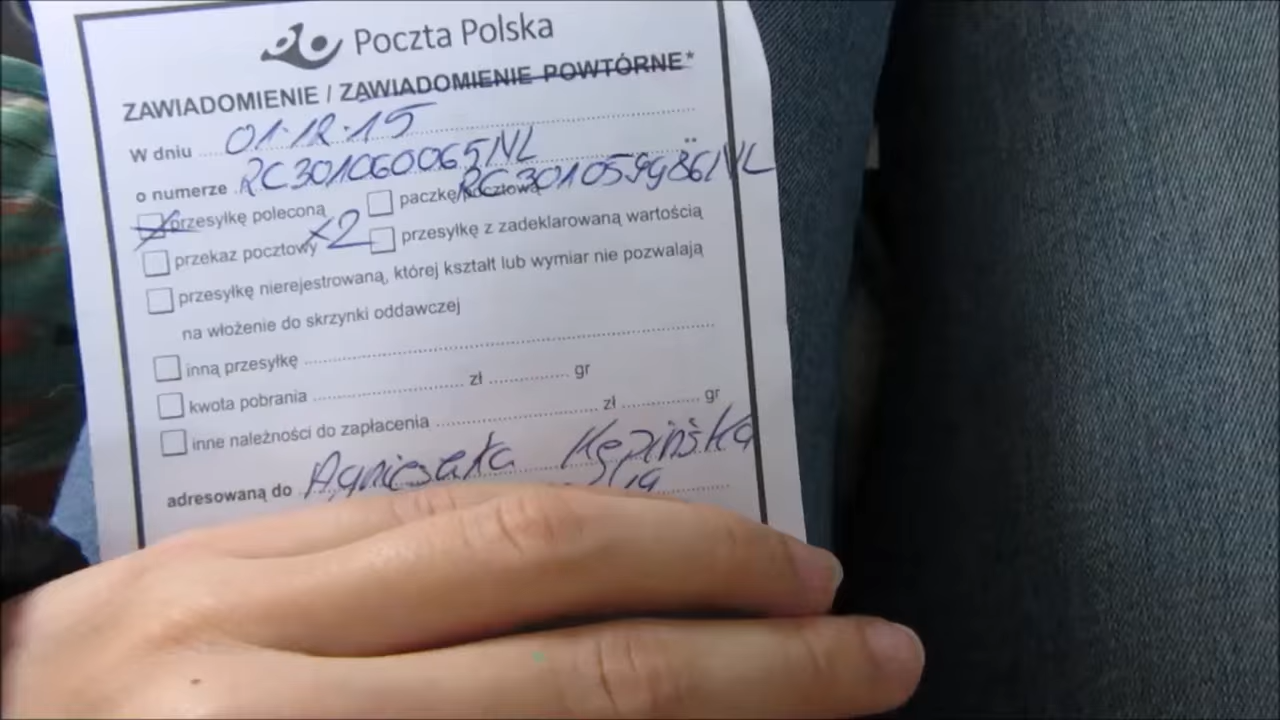 Poczta Polska
ZAWIADOMIENIE / ZAWIADOMIENIE POWTÓRNE*
W dniu 01.12.15
o numerze RC301060065NL
RC301059986NL
przesyłkę poleconą x2 paczkę pocztową
przekaz pocztowy przesyłkę z zadeklarowaną wartością
przesyłkę nierejestrowaną, której kształt lub wymiar nie pozwalają
na włożenie do skrzynki oddawczej
inną przesyłkę
kwota pobrania zł gr
inne należności do zapłacenia zł gr
adresowaną do Agnieszka Kępińska